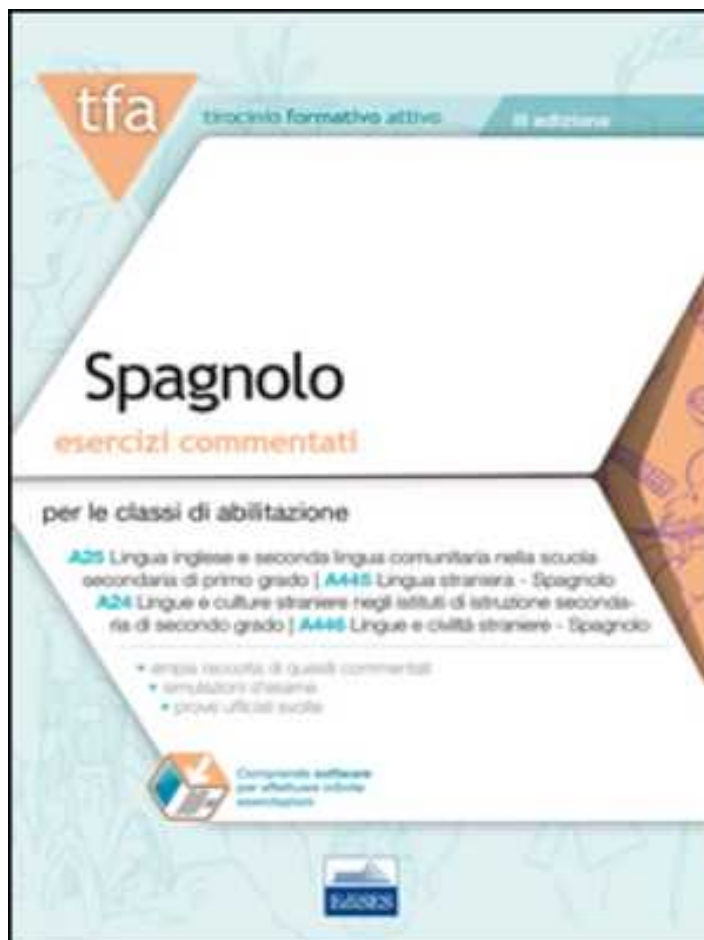 tfa
tirocinio formativo attivo
II edizione
Spagnolo
esercizi commentati
per le classi di abilitazione
A25 Lingua inglese e seconda lingua comunitaria nella scuola
secondaria di primo grado | A445 Lingua straniera - Spagnolo
A24 Lingue e culture straniere negli istituti di istruzione seconda-
ria di secondo grado | A446 Lingue e civiltà straniere - Spagnolo
• ampia raccolta di quesiti commentati
• simulazioni d'esame
• prove ufficiali svolte
Comprende software
per effettuare infinite
esercitazioni
EdiSES